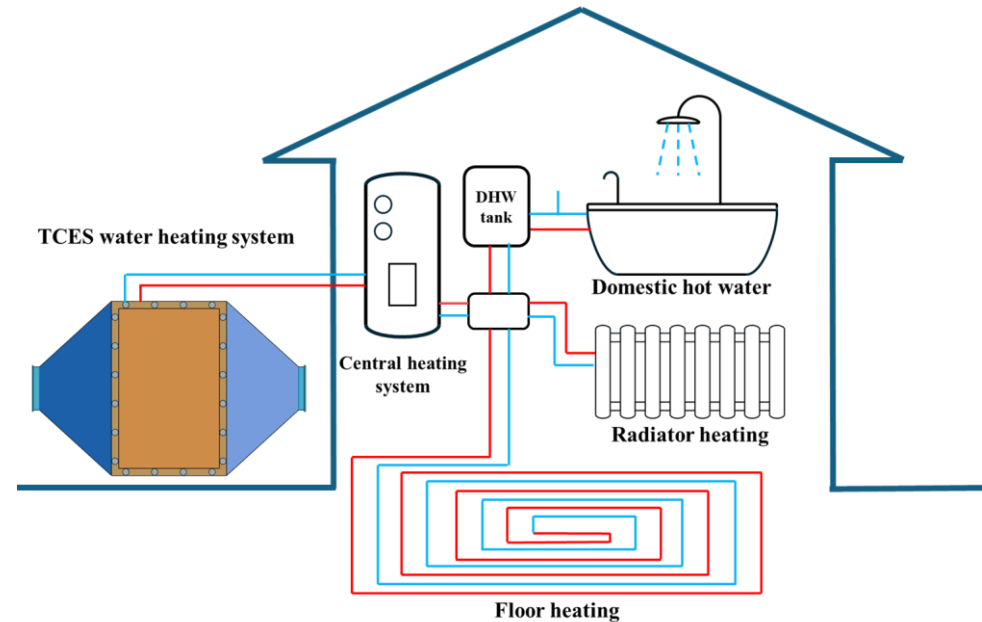 DHW
tank
TCES water heating system
Domestic hot water
Central heating
system
Radiator heating
Floor heating